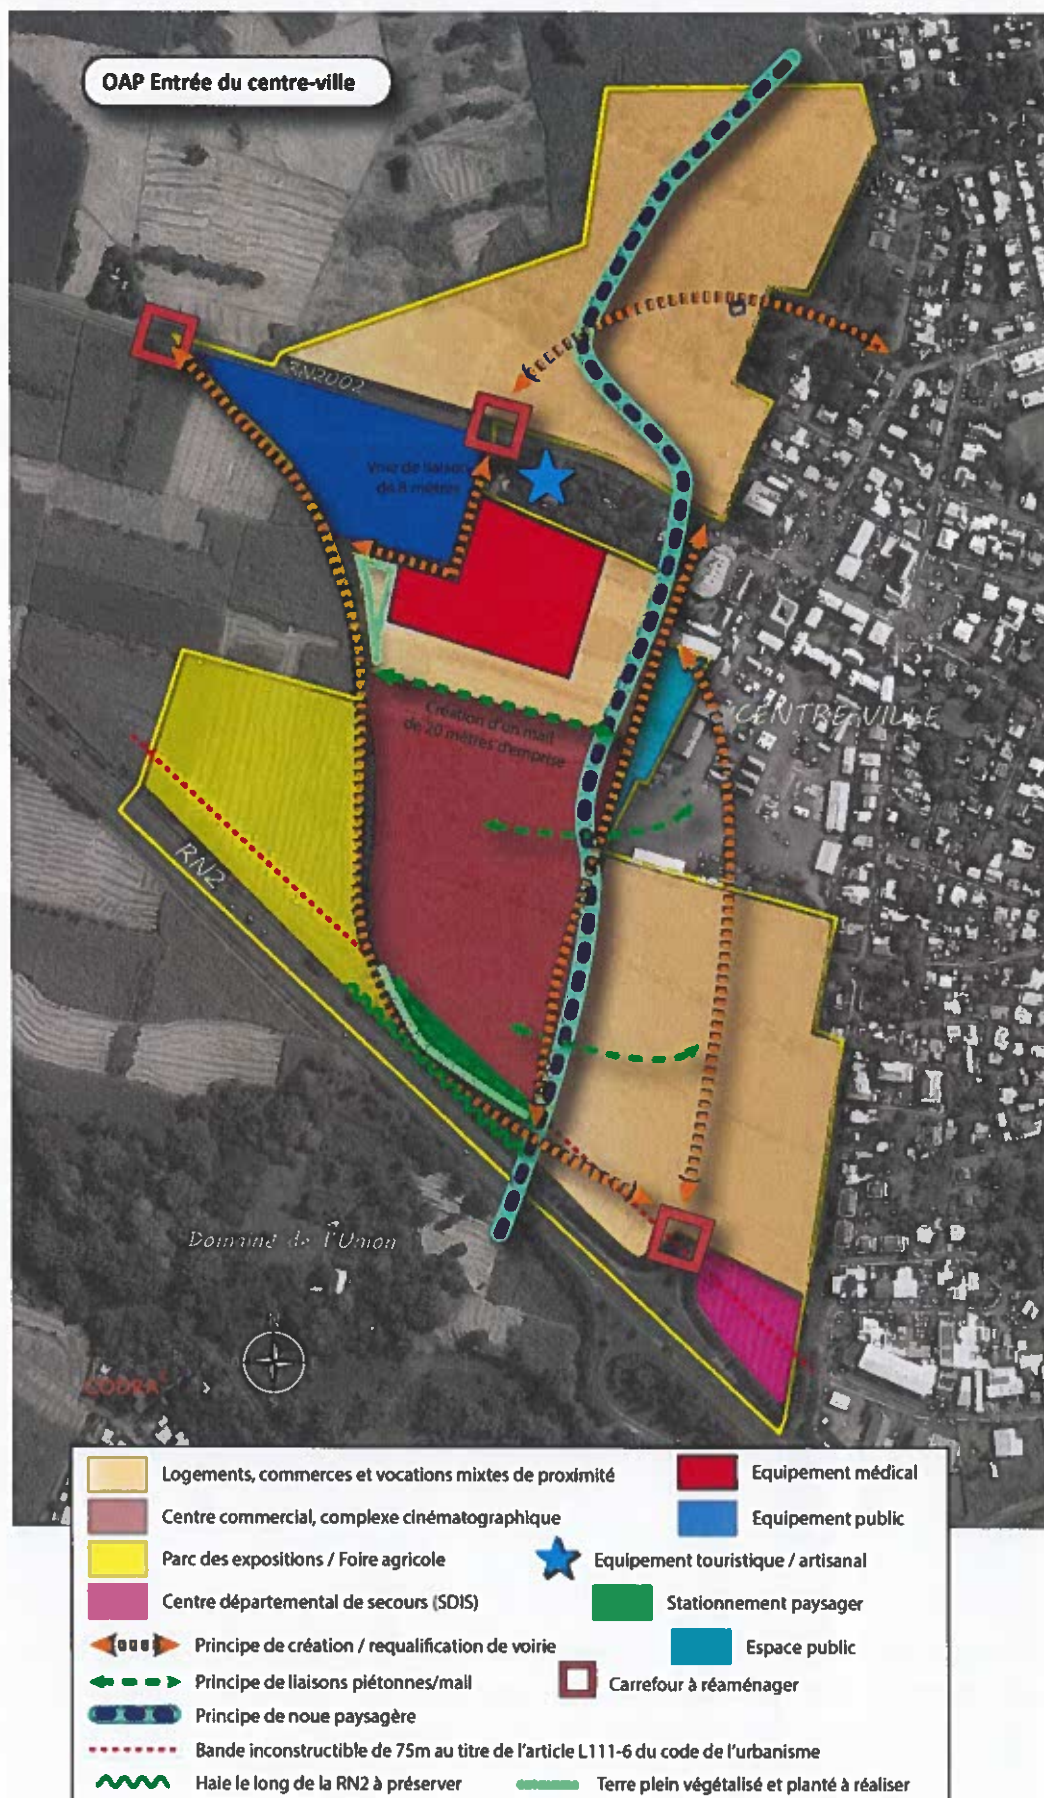 OAP Entrée du centre-ville
RN2002
Voie de liaison
de 8 mètres
Création d'un mail
de 20 mètres d'emprise
CENTRE-VILLE
RN2
Domaine de l'Union
N
CODRA
Logements, commerces et vocations mixtes de proximité
Equipement médical
Centre commercial, complexe cinématographique
Equipement public
Parc des expositions / Foire agricole
Equipement touristique / artisanal
Centre départemental de secours (SDIS)
Stationnement paysager
Principe de création / requalification de voirie
Espace public
Principe de liaisons piétonnes/mail
Carrefour à réaménager
Principe de noue paysagère
Bande inconstructible de 75m au titre de l'article L111-6 du code de l'urbanisme
Haie le long de la RN2 à préserver
Terre plein végétalisé et planté à réaliser